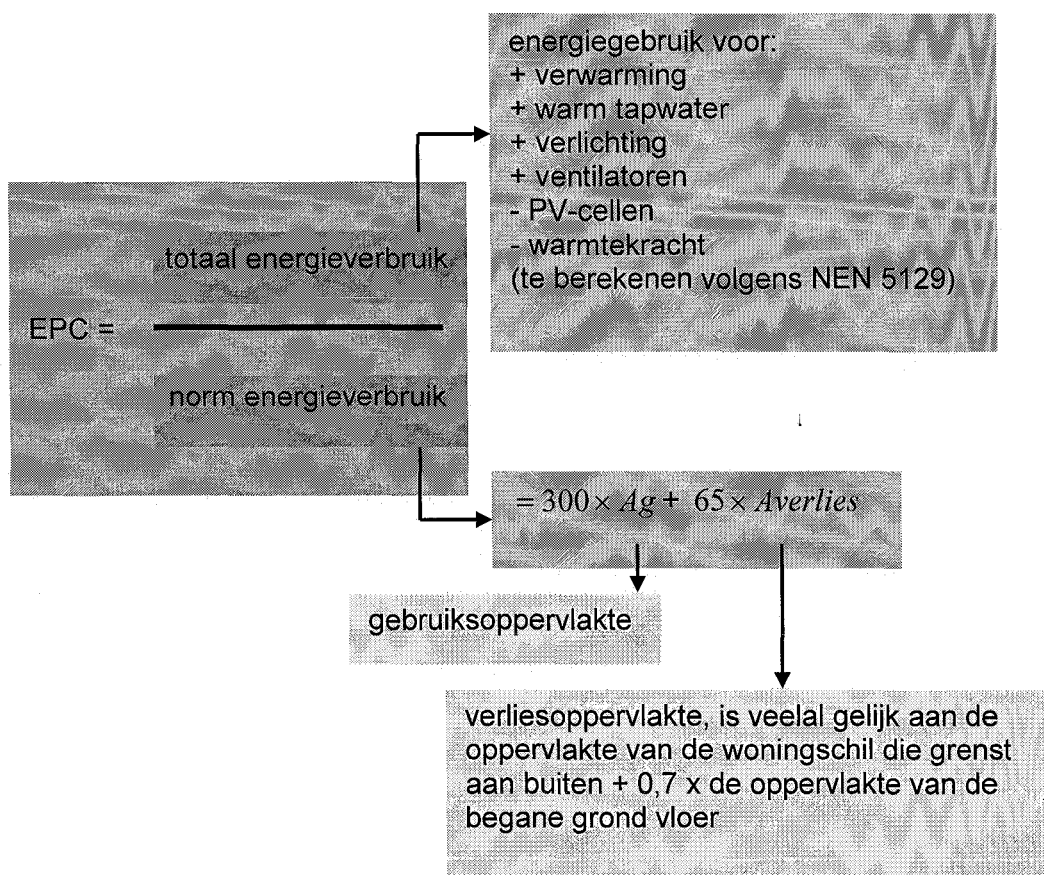 energiegebruik voor:
+ verwarming
+ warm tapwater
+ verlichting
+ ventilatoren
- PV-cellen
- warmtekracht
(te berekenen volgens NEN 5129)
totaal energieverbruik
EPC =
norm energieverbruik
= 300 × Ag + 65 × Averlies
gebruiksoppervlakte
verliesoppervlakte, is veelal gelijk aan de
oppervlakte van de woningschil die grenst
aan buiten + 0,7 x de oppervlakte van de
begane grond vloer